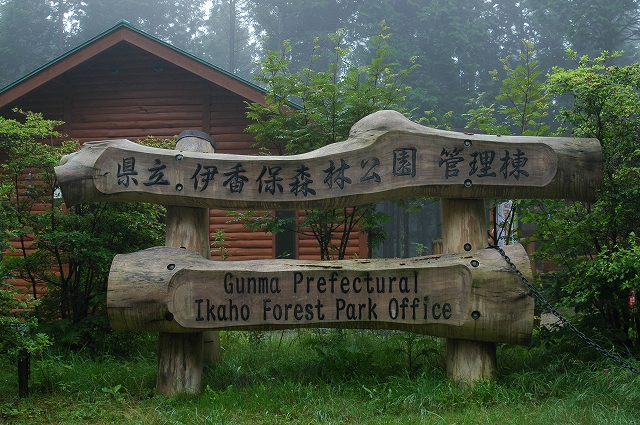 県立 伊香保森林公園 管理棟
Gunma Prefectural
Ikaho Forest Park Office